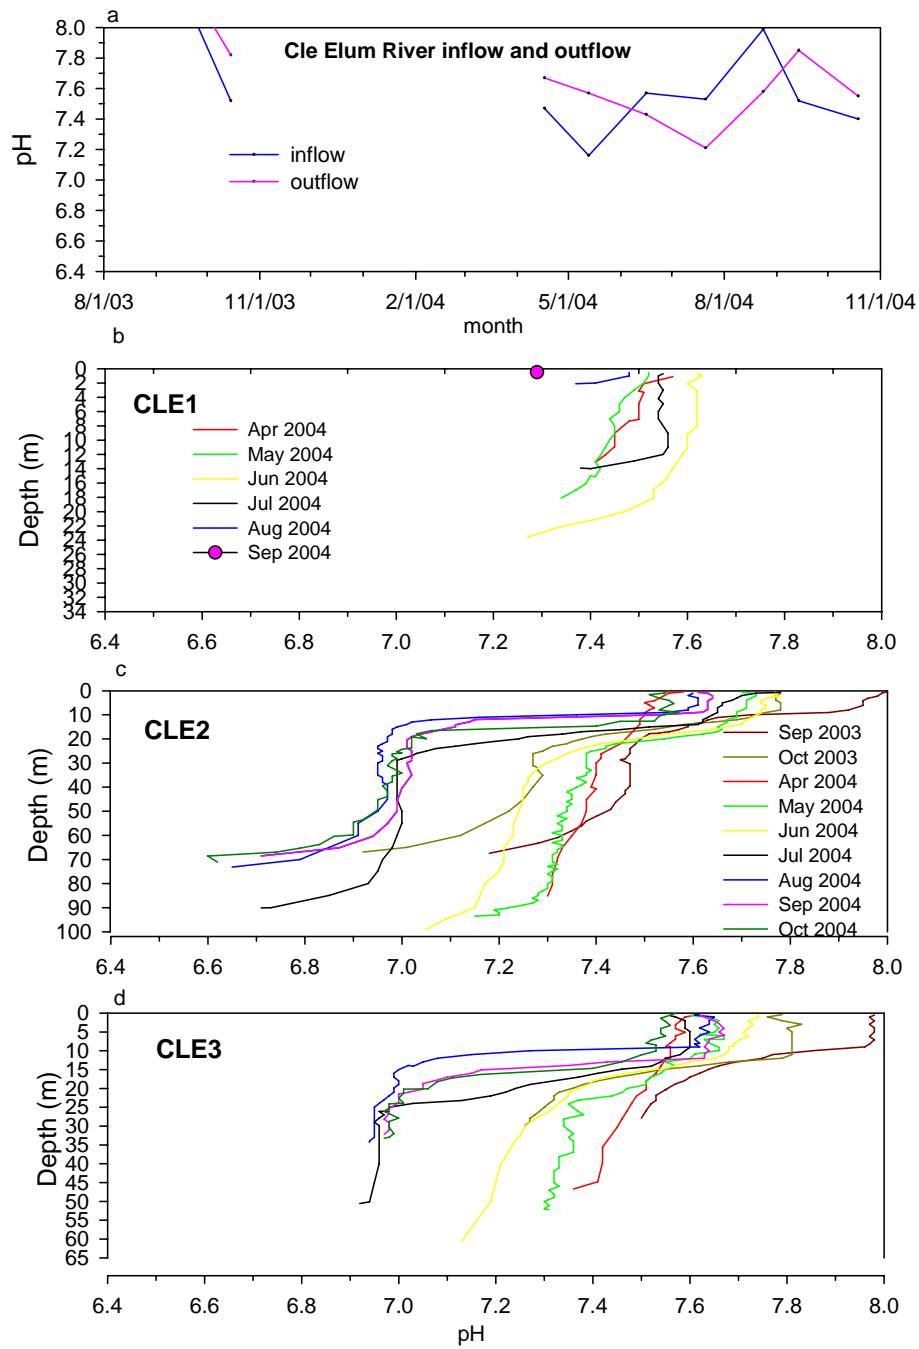 a
Cle Elum River inflow and outflow
8.0
7.8
7.6
7.4
7.2
7.0
6.8
6.6
6.4
pH
inflow
outflow
8/1/03 11/1/03 2/1/04 5/1/04 8/1/04 11/1/04
month
b
CLE1
0
2
4
6
8
10
12
14
16
18
20
22
24
26
28
30
32
34
Depth (m)
Apr 2004
May 2004
Jun 2004
Jul 2004
Aug 2004
Sep 2004
6.4 6.6 6.8 7.0 7.2 7.4 7.6 7.8 8.0
c
CLE2
0
10
20
30
40
50
60
70
80
90
100
Depth (m)
Sep 2003
Oct 2003
Apr 2004
May 2004
Jun 2004
Jul 2004
Aug 2004
Sep 2004
Oct 2004
6.4 6.6 6.8 7.0 7.2 7.4 7.6 7.8 8.0
d
CLE3
0
5
10
15
20
25
30
35
40
45
50
55
60
65
Depth (m)
6.4 6.6 6.8 7.0 7.2 7.4 7.6 7.8 8.0
pH